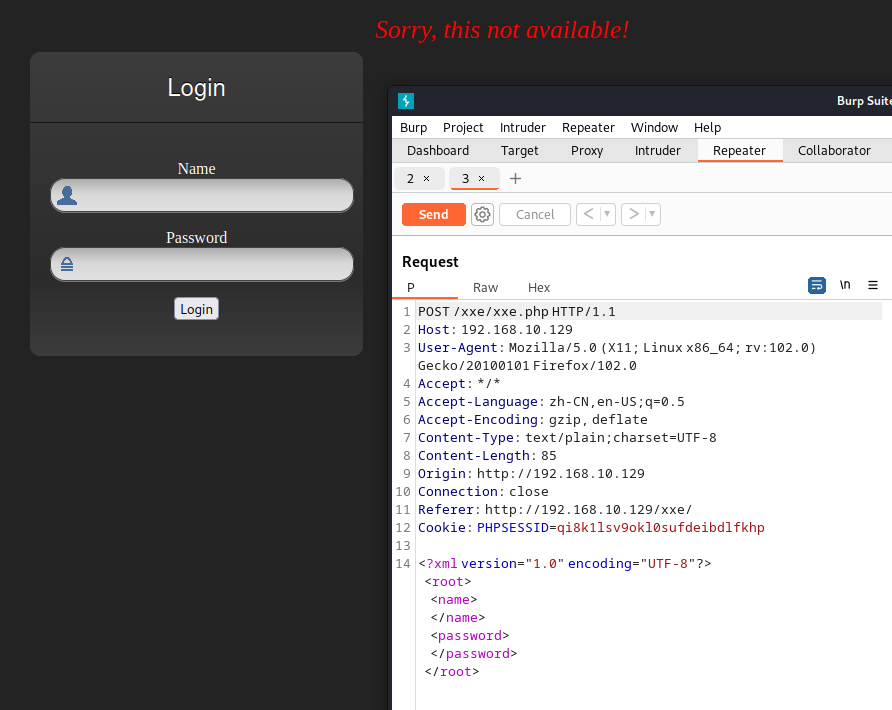 Sorry, this not available!
Login
Name
Password
Login
Burp Suite
Burp Project Intruder Repeater Window Help
Dashboard Target Proxy Intruder Repeater Collaborator
2 × 3 × +
Send Cancel < >
Request
P Raw Hex \n
1 POST /xxe/xxe.php HTTP/1.1
2 Host: 192.168.10.129
3 User-Agent: Mozilla/5.0 (X11; Linux x86_64; rv:102.0)
Gecko/20100101 Firefox/102.0
4 Accept: */*
5 Accept-Language: zh-CN,en-US;q=0.5
6 Accept-Encoding: gzip, deflate
7 Content-Type: text/plain;charset=UTF-8
8 Content-Length: 85
9 Origin: http://192.168.10.129
10 Connection: close
11 Referer: http://192.168.10.129/xxe/
12 Cookie: PHPSESSID=qi8k1lsv9okl0sufdeibdlfkhp
13
14 <?xml version="1.0" encoding="UTF-8"?>
<root>
<name>
</name>
<password>
</password>
</root>